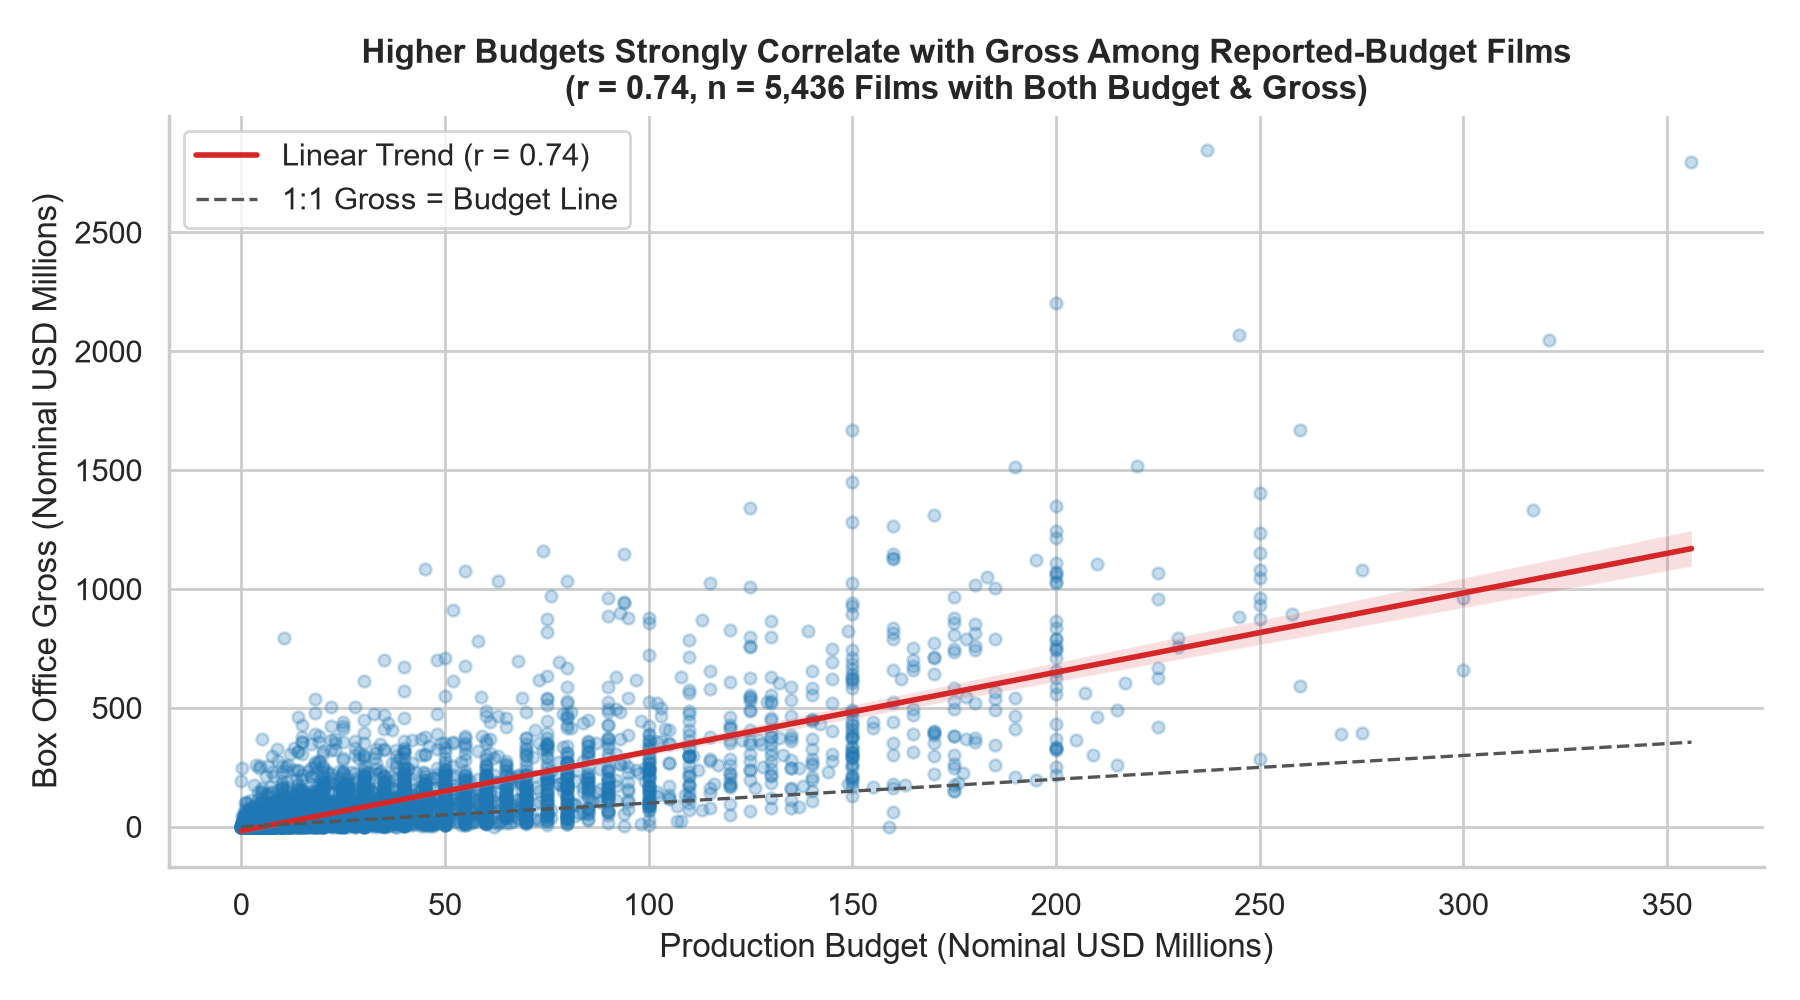 Higher Budgets Strongly Correlate with Gross Among Reported-Budget Films
(r = 0.74, n = 5,436 Films with Both Budget & Gross)
Linear Trend (r = 0.74)
1:1 Gross = Budget Line
Box Office Gross (Nominal USD Millions)
2500
2000
1500
1000
500
0
0 50 100 150 200 250 300 350
Production Budget (Nominal USD Millions)